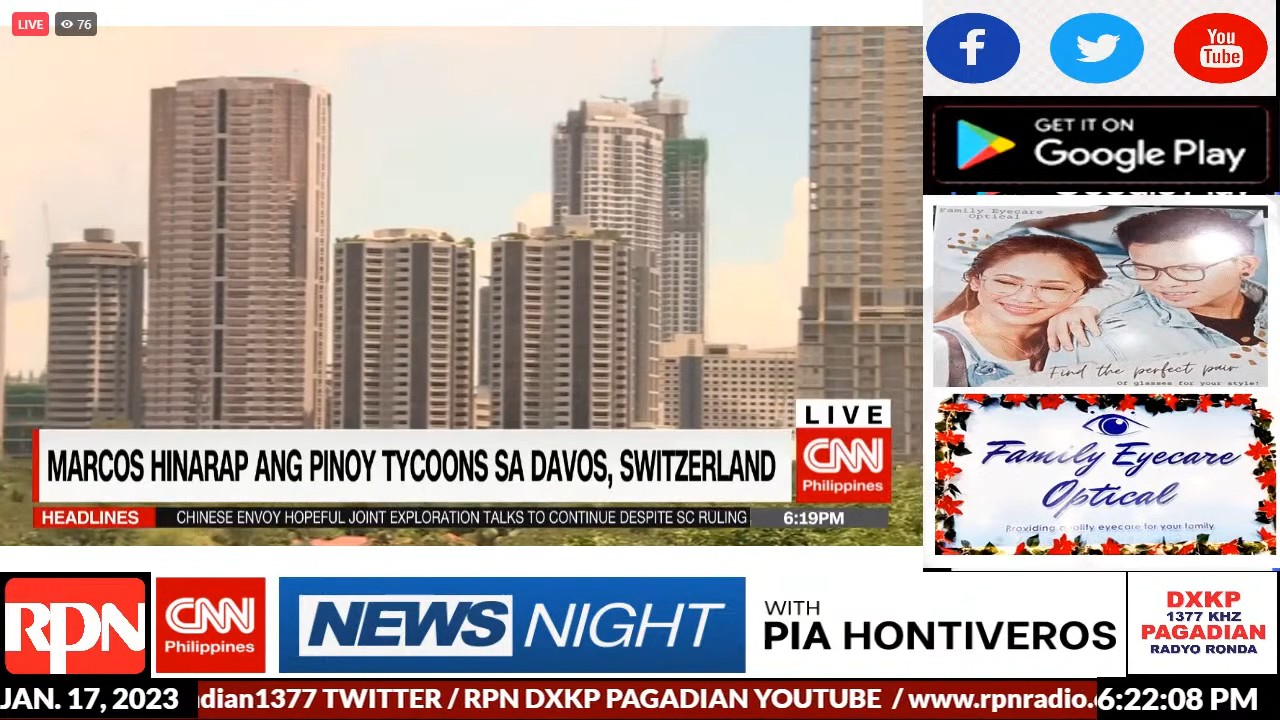 LIVE 76
f
You
Tube
GET IT ON
Google Play
Family Eyecare
Optical
Find the perfect pair
Of glasses for your style!
Family Eyecare
Optical
Providing quality eyecare for your family
LIVE
CNN
Philippines
MARCOS HINARAP ANG PINOY TYCOONS SA DAVOS, SWITZERLAND
HEADLINES CHINESE ENVOY HOPEFUL JOINT EXPLORATION TALKS TO CONTINUE DESPITE SC RULING 6:19PM
RPN
CNN
Philippines
NEWS NIGHT
WITH
PIA HONTIVEROS
DXKP
1377 KHZ
PAGADIAN
RADYO RONDA
JAN. 17, 2023 dian1377 TWITTER / RPN DXKP PAGADIAN YOUTUBE / www.rpnradio. 6:22:08 PM